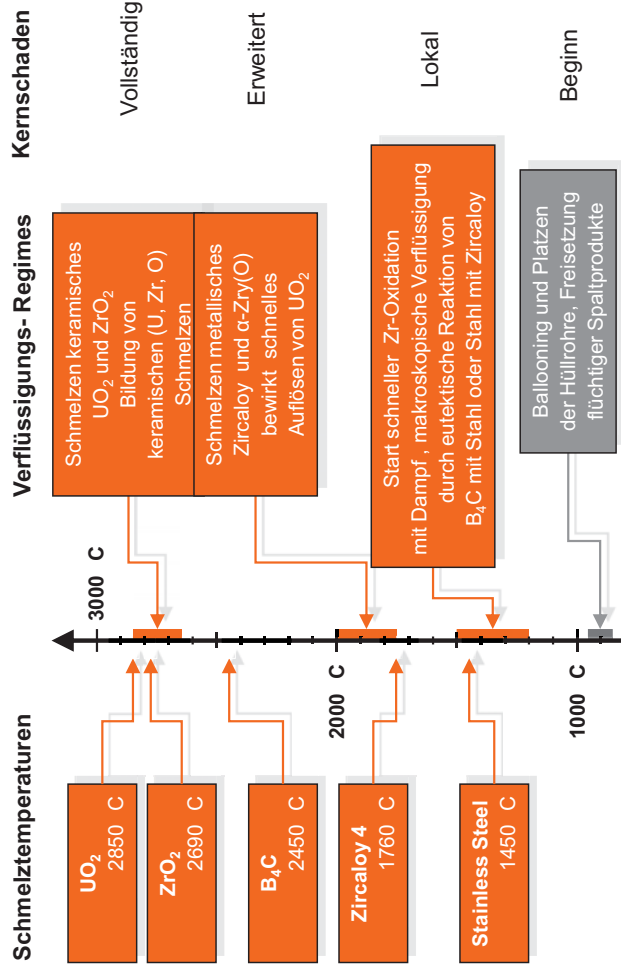 Schmelztemperaturen
UO₂
2850 C
ZrO₂
2690 C
B₄C
2450 C
Zircaloy 4
1760 C
Stainless Steel
1450 C
3000 C
2000 C
1000 C
Verflüssigungs- Regimes
Schmelzen keramisches
UO₂ und ZrO₂
Bildung von
keramischen (U, Zr, O)
Schmelzen
Schmelzen metallisches
Zircaloy und α-Zry(O)
bewirkt schnelles
Auflösen von UO₂
Start schneller Zr-Oxidation
mit Dampf , makroskopische Verflüssigung
durch eutektische Reaktion von
B₄C mit Stahl oder Stahl mit Zircaloy
Ballooning und Platzen
der Hüllrohre, Freisetzung
flüchtiger Spaltprodukte
Kernschaden
Vollständig
Erweitert
Lokal
Beginn